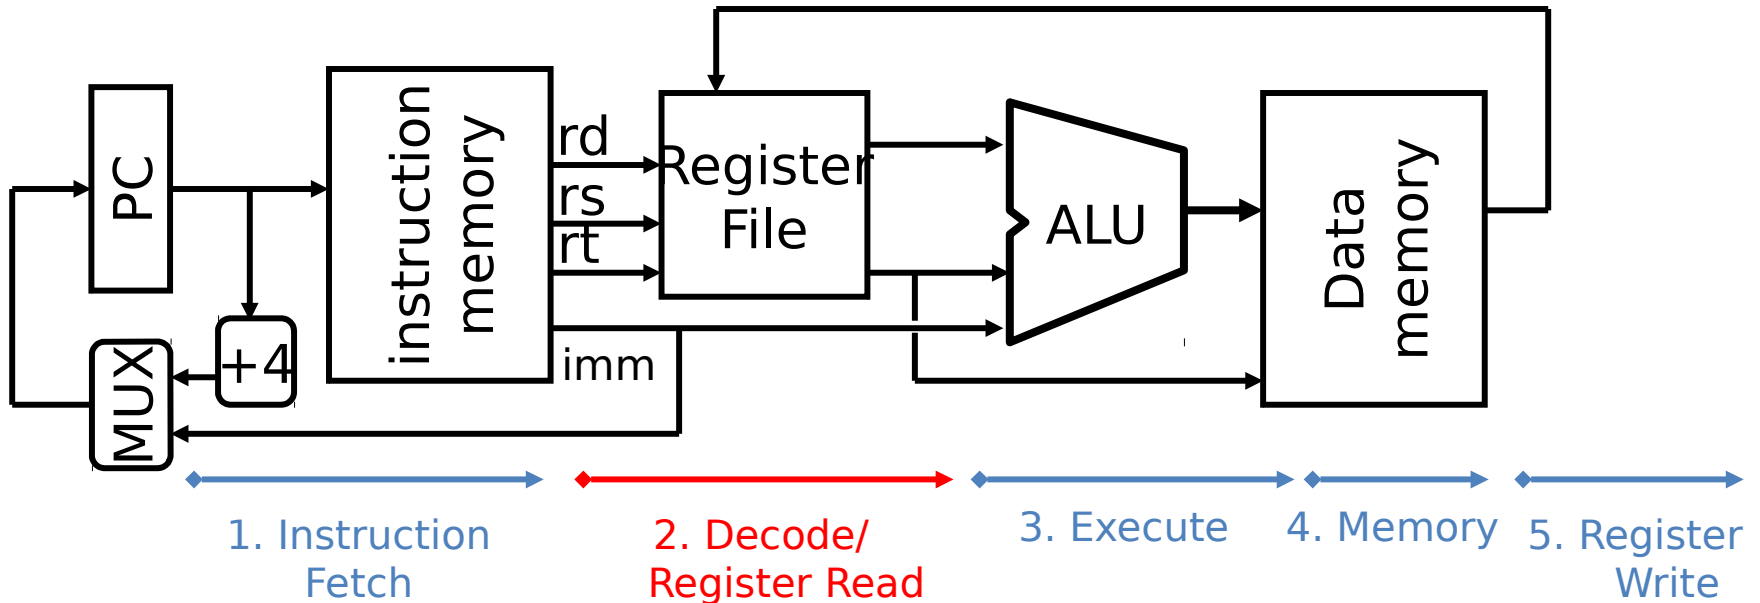 PC
MUX
+4
instruction
memory
rd
rs
rt
imm
Register
File
ALU
Data
memory
1. Instruction
Fetch
2. Decode/
Register Read
3. Execute
4. Memory
5. Register
Write